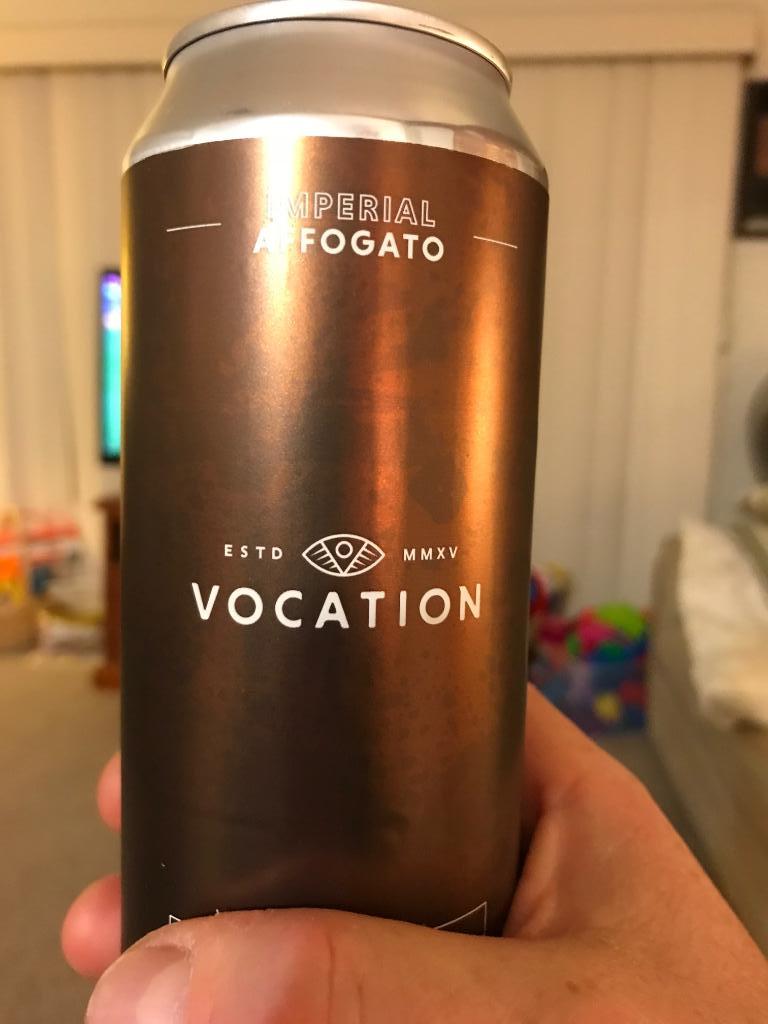 IMPERIAL
AFFOGATO
ESTD MMXV
VOCATION